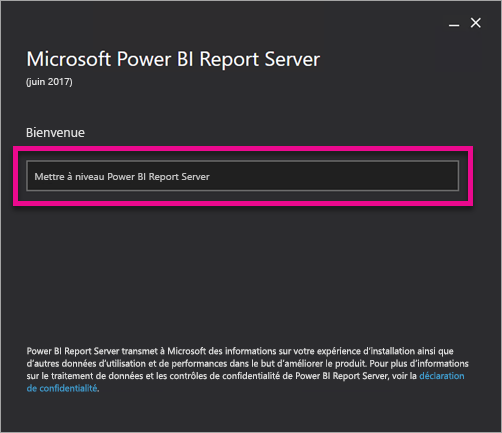 Microsoft Power BI Report Server
(juin 2017)
Bienvenue
Mettre à niveau Power BI Report Server
Power BI Report Server transmet à Microsoft des informations sur votre expérience d'installation ainsi que
d'autres données d'utilisation et de performances dans le but d'améliorer le produit. Pour plus d'informations
sur le traitement de données et les contrôles de confidentialité de Power BI Report Server, voir la déclaration
de confidentialité.